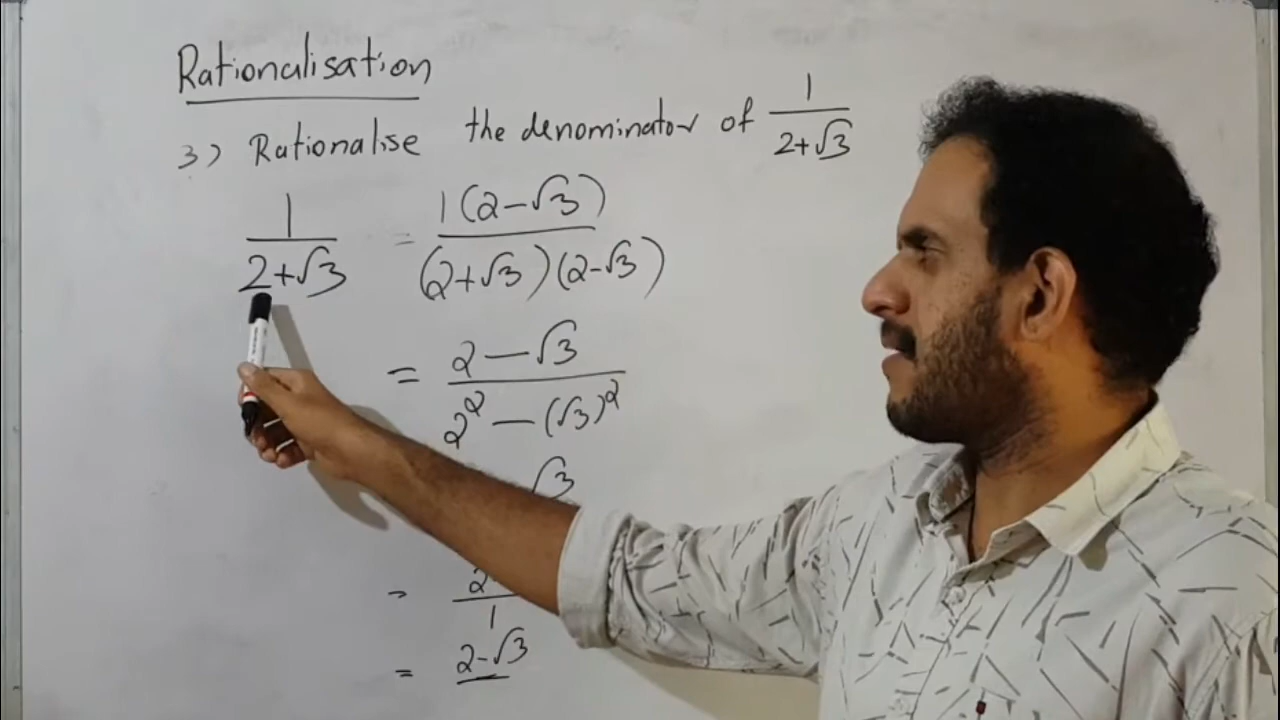 Rationalisation
3) Rationalise the denominator of 1/(2+√3)
1/(2+√3) = 1(2-√3)/((2+√3)(2-√3))
= (2-√3)/(2²-(√3)²)
√3
= 2/1
= 2-√3